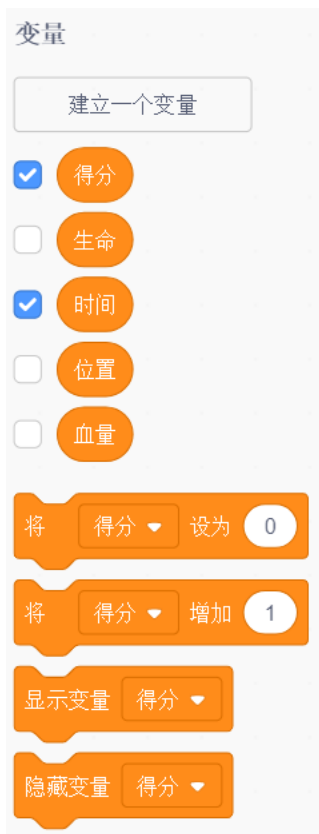 变量
建立一个变量
得分
生命
时间
位置
血量
将 得分 设为 0
将 得分 增加 1
显示变量 得分
隐藏变量 得分